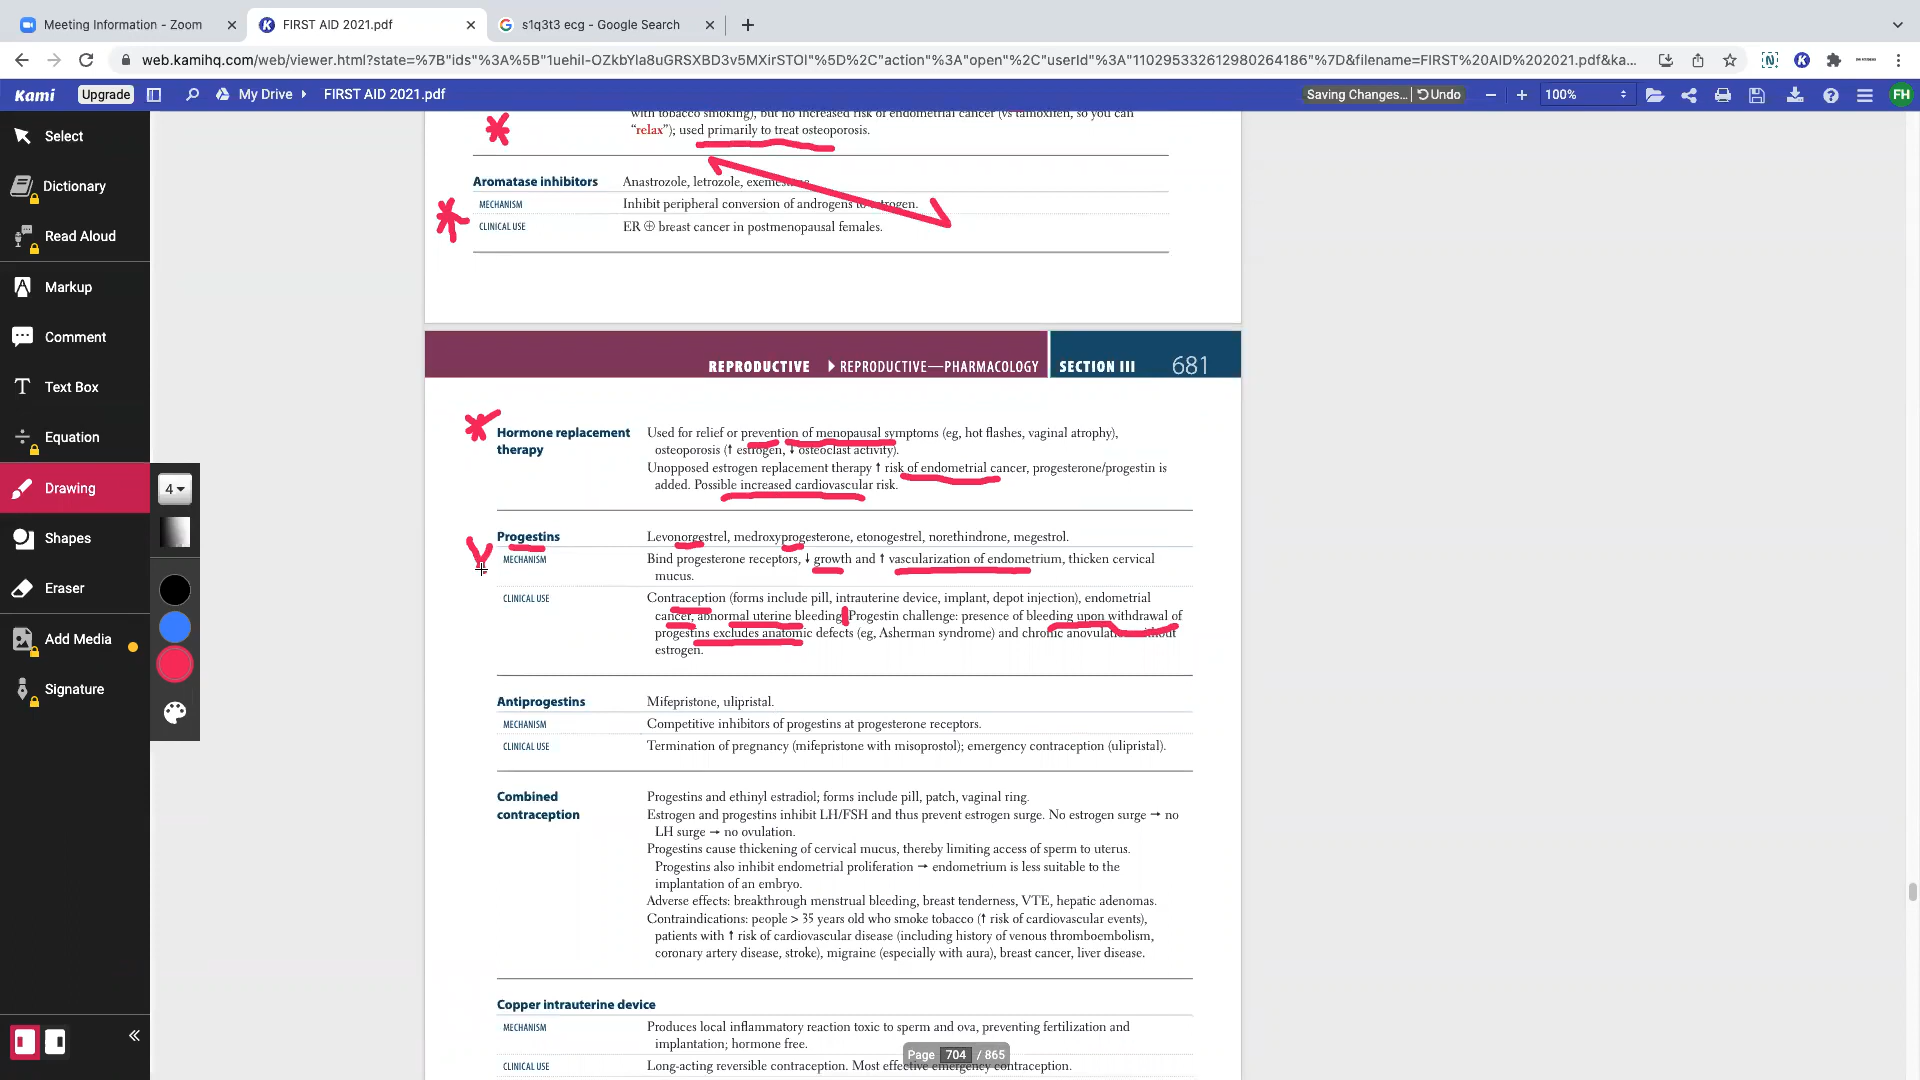 Meeting Information - Zoom
FIRST AID 2021.pdf
s1q3t3 ecg - Google Search
web.kamihq.com/web/viewer.html?state=%7B"ids"%3A%5B"1uehiI-OZkbYla8uGRSXBD3v5MXirSTOl"%5D%2C"action"%3A"open"%2C"userId"%3A"110295332612980264186"%7D&filename=FIRST%20AID%202021.pdf&ka...
Kami
Upgrade
My Drive
FIRST AID 2021.pdf
Saving Changes... | Undo
100%
FH
Select
Dictionary
Read Aloud
Markup
Comment
Text Box
Equation
Drawing
4
Shapes
Eraser
Add Media
Signature
with tobacco smoking), but no increased risk of endometrial cancer (vs tamoxifen, so you can
"relax"); used primarily to treat osteoporosis.
Aromatase inhibitors Anastrozole, letrozole, exemestane.
MECHANISM Inhibit peripheral conversion of androgens to estrogen.
CLINICAL USE ER ⊕ breast cancer in postmenopausal females.
REPRODUCTIVE ▶ REPRODUCTIVE—PHARMACOLOGY SECTION III 681
Hormone replacement therapy
Used for relief or prevention of menopausal symptoms (eg, hot flashes, vaginal atrophy),
osteoporosis (↑ estrogen, ↓ osteoclast activity).
Unopposed estrogen replacement therapy ↑ risk of endometrial cancer, progesterone/progestin is
added. Possible increased cardiovascular risk.
Progestins Levonorgestrel, medroxyprogesterone, etonogestrel, norethindrone, megestrol.
MECHANISM Bind progesterone receptors, ↓ growth and ↑ vascularization of endometrium, thicken cervical
mucus.
CLINICAL USE Contraception (forms include pill, intrauterine device, implant, depot injection), endometrial
cancer, abnormal uterine bleeding. Progestin challenge: presence of bleeding upon withdrawal of
progestins excludes anatomic defects (eg, Asherman syndrome) and chronic anovulation without
estrogen.
Antiprogestins Mifepristone, ulipristal.
MECHANISM Competitive inhibitors of progestins at progesterone receptors.
CLINICAL USE Termination of pregnancy (mifepristone with misoprostol); emergency contraception (ulipristal).
Combined contraception
Progestins and ethinyl estradiol; forms include pill, patch, vaginal ring.
Estrogen and progestins inhibit LH/FSH and thus prevent estrogen surge. No estrogen surge → no
LH surge → no ovulation.
Progestins cause thickening of cervical mucus, thereby limiting access of sperm to uterus.
Progestins also inhibit endometrial proliferation → endometrium is less suitable to the
implantation of an embryo.
Adverse effects: breakthrough menstrual bleeding, breast tenderness, VTE, hepatic adenomas.
Contraindications: people > 35 years old who smoke tobacco (↑ risk of cardiovascular events),
patients with ↑ risk of cardiovascular disease (including history of venous thromboembolism,
coronary artery disease, stroke), migraine (especially with aura), breast cancer, liver disease.
Copper intrauterine device
MECHANISM Produces local inflammatory reaction toxic to sperm and ova, preventing fertilization and
implantation; hormone free.
CLINICAL USE Long-acting reversible contraception. Most effective emergency contraception.
Page 704 / 865